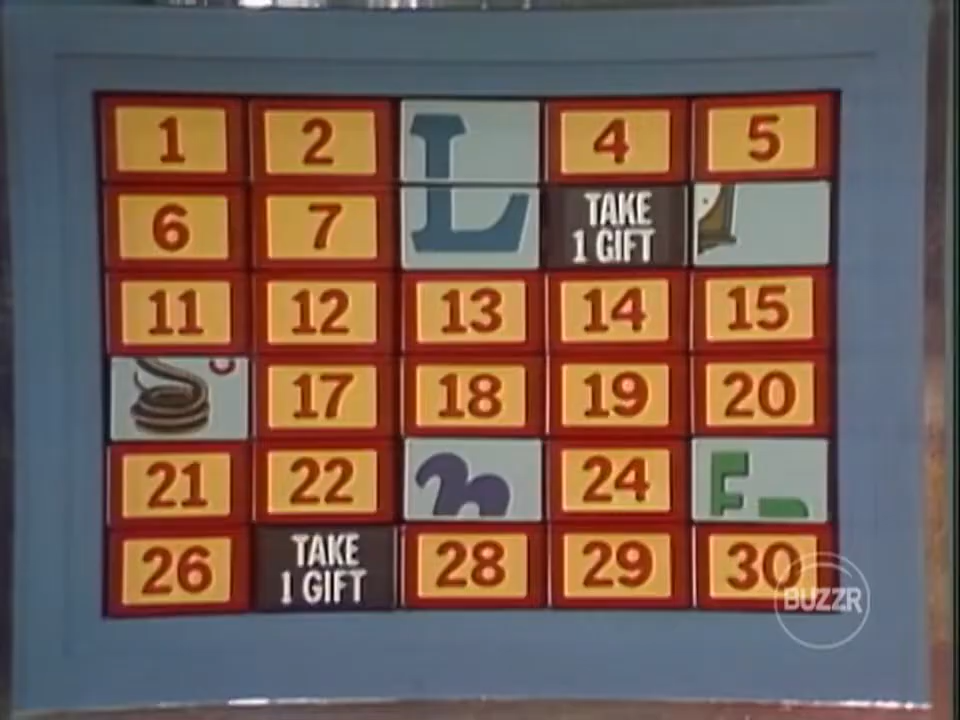 1 2 L 4 5
6 7 TAKE 1 GIFT
11 12 13 14 15
17 18 19 20
21 22 24
26 TAKE 1 GIFT 28 29 30
BUZZR